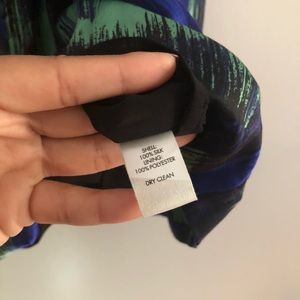 SHELL:
100% SILK
LINING:
100% POLYESTER
DRY CLEAN